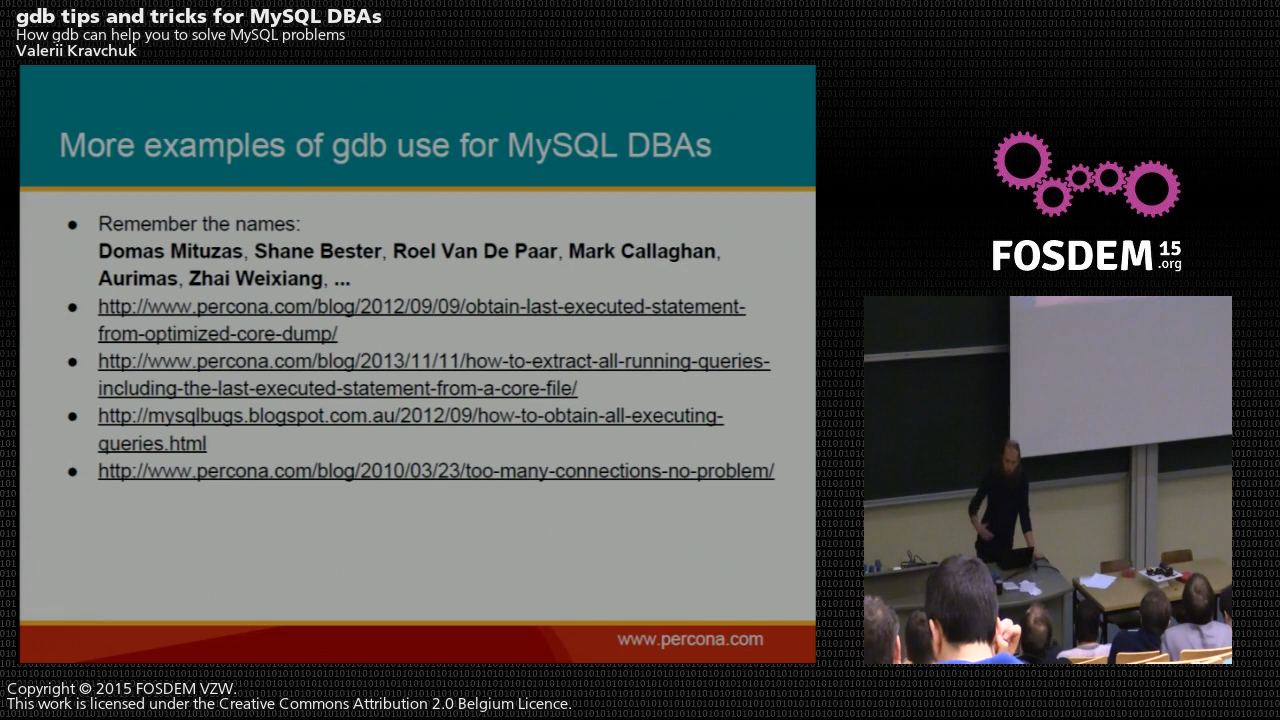 gdb tips and tricks for MySQL DBAs
How gdb can help you to solve MySQL problems
Valerii Kravchuk
More examples of gdb use for MySQL DBAs
● Remember the names:
Domas Mituzas, Shane Bester, Roel Van De Paar, Mark Callaghan,
Aurimas, Zhai Weixiang, ...
● http://www.percona.com/blog/2012/09/09/obtain-last-executed-statement-
from-optimized-core-dump/
● http://www.percona.com/blog/2013/11/11/how-to-extract-all-running-queries-
including-the-last-executed-statement-from-a-core-file/
● http://mysqlbugs.blogspot.com.au/2012/09/how-to-obtain-all-executing-
queries.html
● http://www.percona.com/blog/2010/03/23/too-many-connections-no-problem/
www.percona.com
FOSDEM 15
.org
Copyright © 2015 FOSDEM VZW.
This work is licensed under the Creative Commons Attribution 2.0 Belgium Licence.